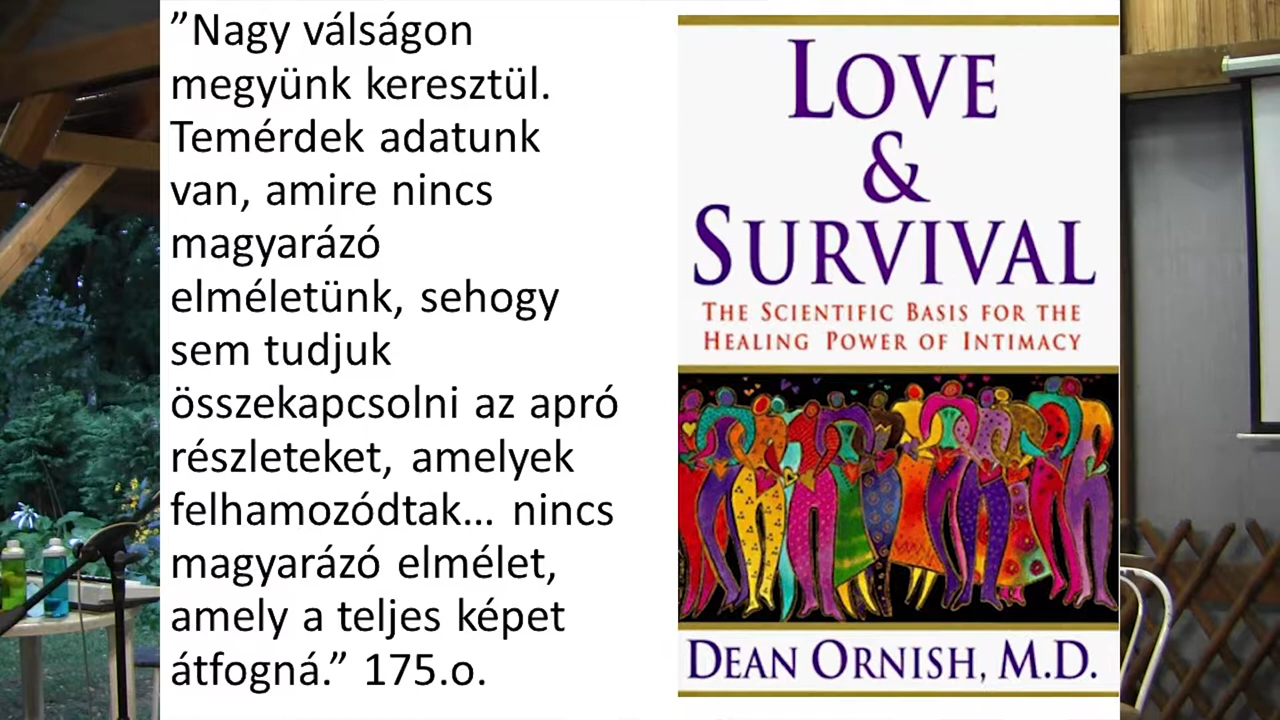 ”Nagy válságon
megyünk keresztül.
Temérdek adatunk
van, amire nincs
magyarázó
elméletünk, sehogy
sem tudjuk
összekapcsolni az apró
részleteket, amelyek
felhamozódtak... nincs
magyarázó elmélet,
amely a teljes képet
átfogná.” 175.o.
LOVE
&
SURVIVAL
THE SCIENTIFIC BASIS FOR THE
HEALING POWER OF INTIMACY
DEAN ORNISH, M.D.